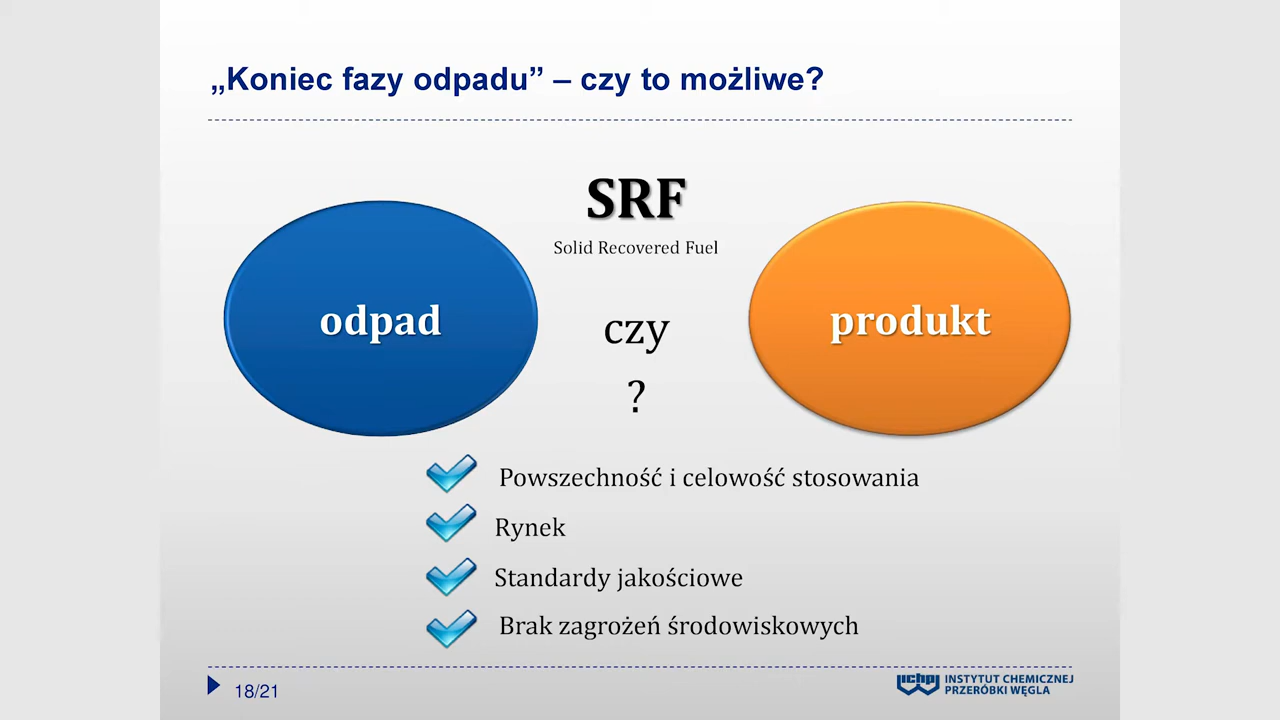 „Koniec fazy odpadu” – czy to możliwe?
SRF
Solid Recovered Fuel
odpad
czy
?
produkt
Powszechność i celowość stosowania
Rynek
Standardy jakościowe
Brak zagrożeń środowiskowych
18/21
ichpw
INSTYTUT CHEMICZNEJ
PRZERÓBKI WĘGLA